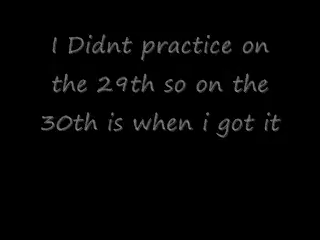 I Didnt practice on
the 29th so on the
30th is when i got it